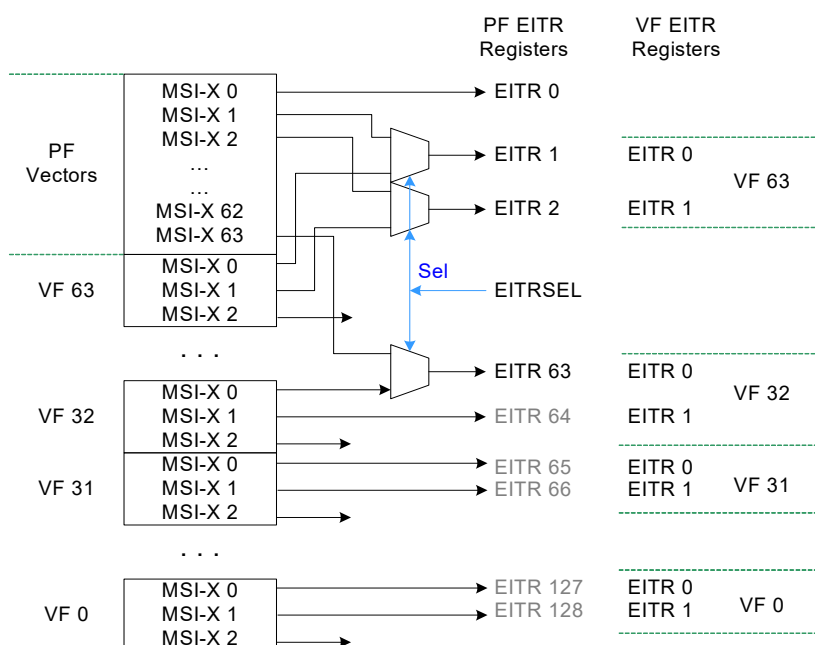 PF EITR Registers
VF EITR Registers
PF Vectors
MSI-X 0
MSI-X 1
MSI-X 2
...
...
MSI-X 62
MSI-X 63
EITR 0
EITR 1
EITR 0
EITR 2
EITR 1
VF 63
VF 63
MSI-X 0
MSI-X 1
MSI-X 2
Sel
EITRSEL
. . .
EITR 63
EITR 0
VF 32
VF 32
MSI-X 0
MSI-X 1
MSI-X 2
EITR 64
EITR 1
VF 31
MSI-X 0
MSI-X 1
MSI-X 2
EITR 65
EITR 66
EITR 0
EITR 1
VF 31
. . .
VF 0
MSI-X 0
MSI-X 1
MSI-X 2
EITR 127
EITR 128
EITR 0
EITR 1
VF 0